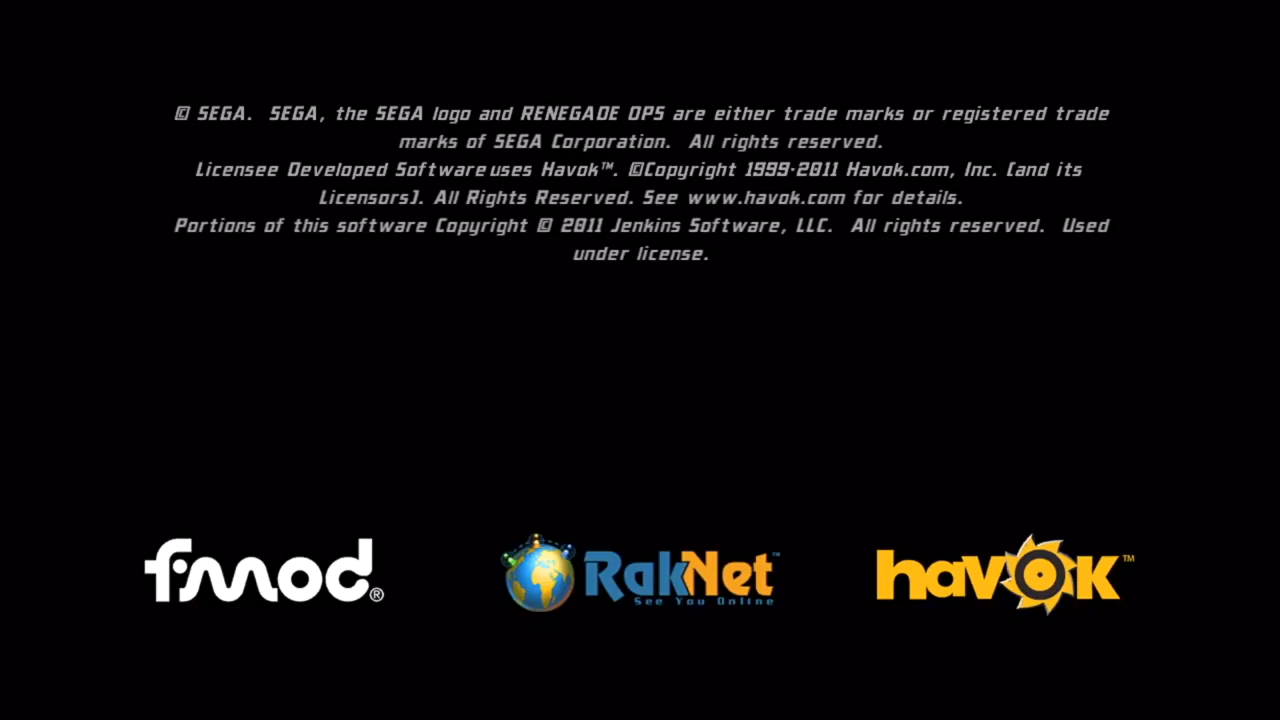 © SEGA. SEGA, the SEGA logo and RENEGADE OPS are either trade marks or registered trade
marks of SEGA Corporation. All rights reserved.
Licensee Developed Software uses Havok™. ©Copyright 1999-2011 Havok.com, Inc. (and its
Licensors). All Rights Reserved. See www.havok.com for details.
Portions of this software Copyright © 2011 Jenkins Software, LLC. All rights reserved. Used
under license.
fmod®
RakNet™
See You Online
havok™